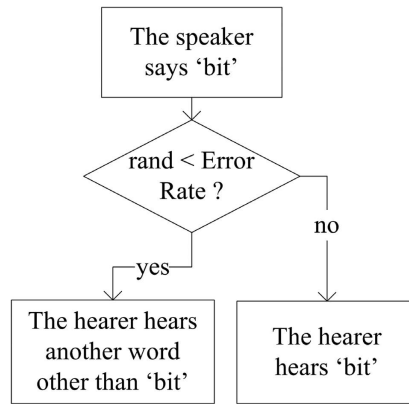 The speaker
says ‘bit’
rand < Error
Rate ?
no
yes
The hearer hears
another word
other than ‘bit’
The hearer
hears ‘bit’